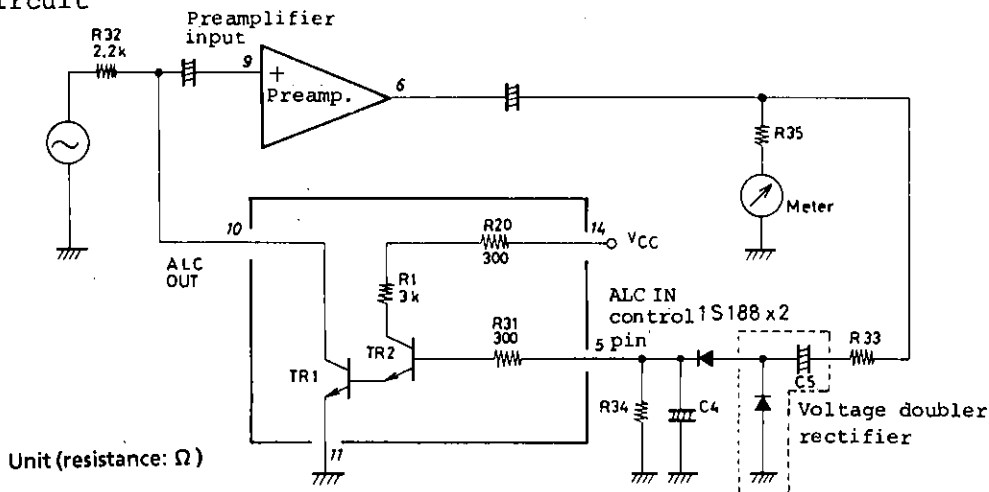 ircuit
Preamplifier
input
R32
2.2k
9
+
Preamp.
6
R35
Meter
10
ALC
OUT
R20
300
14
VCC
R1
3k
ALC IN
control
pin
1S188 x2
R31
300
5
R33
TR2
TR1
C5
R34
C4
Voltage doubler
rectifier
11
Unit (resistance: Ω)